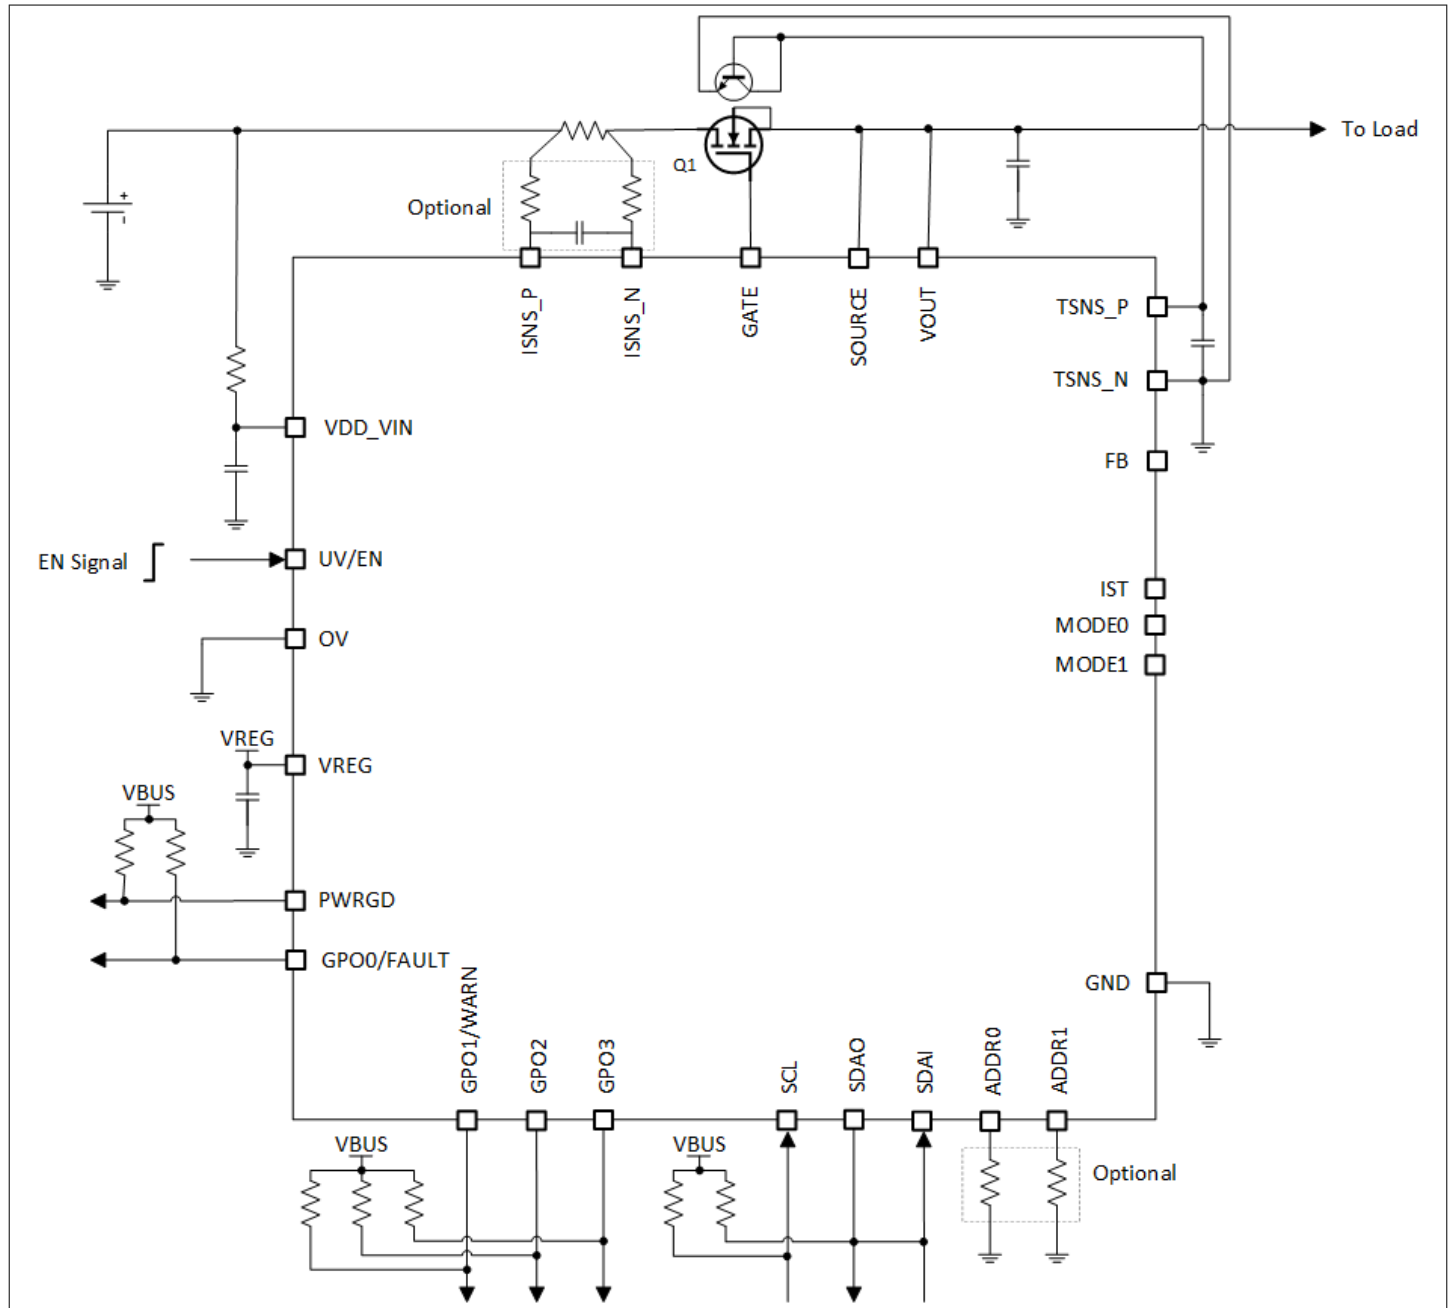 To Load
Q1
+
-
Optional
ISNS_P
ISNS_N
GATE
SOURCE
VOUT
TSNS_P
TSNS_N
VDD_VIN
FB
EN Signal
UV/EN
IST
MODE0
OV
MODE1
VREG
VREG
VBUS
PWRGD
GPO0/FAULT
GND
GPO1/WARN
GPO2
GPO3
SCL
SDAO
SDAI
ADDR0
ADDR1
VBUS
VBUS
Optional